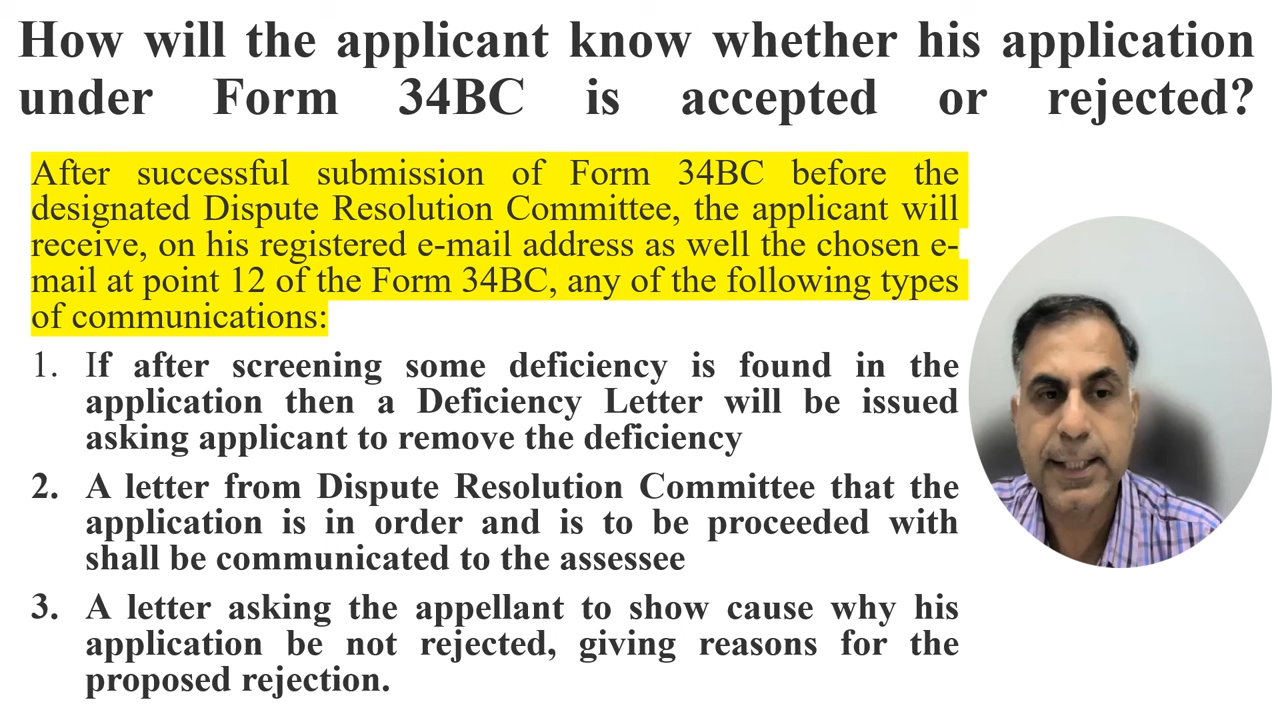 How will the applicant know whether his application
under Form 34BC is accepted or rejected?
After successful submission of Form 34BC before the
designated Dispute Resolution Committee, the applicant will
receive, on his registered e-mail address as well the chosen e-
mail at point 12 of the Form 34BC, any of the following types
of communications:
1. If after screening some deficiency is found in the
application then a Deficiency Letter will be issued
asking applicant to remove the deficiency
2. A letter from Dispute Resolution Committee that the
application is in order and is to be proceeded with
shall be communicated to the assessee
3. A letter asking the appellant to show cause why his
application be not rejected, giving reasons for the
proposed rejection.